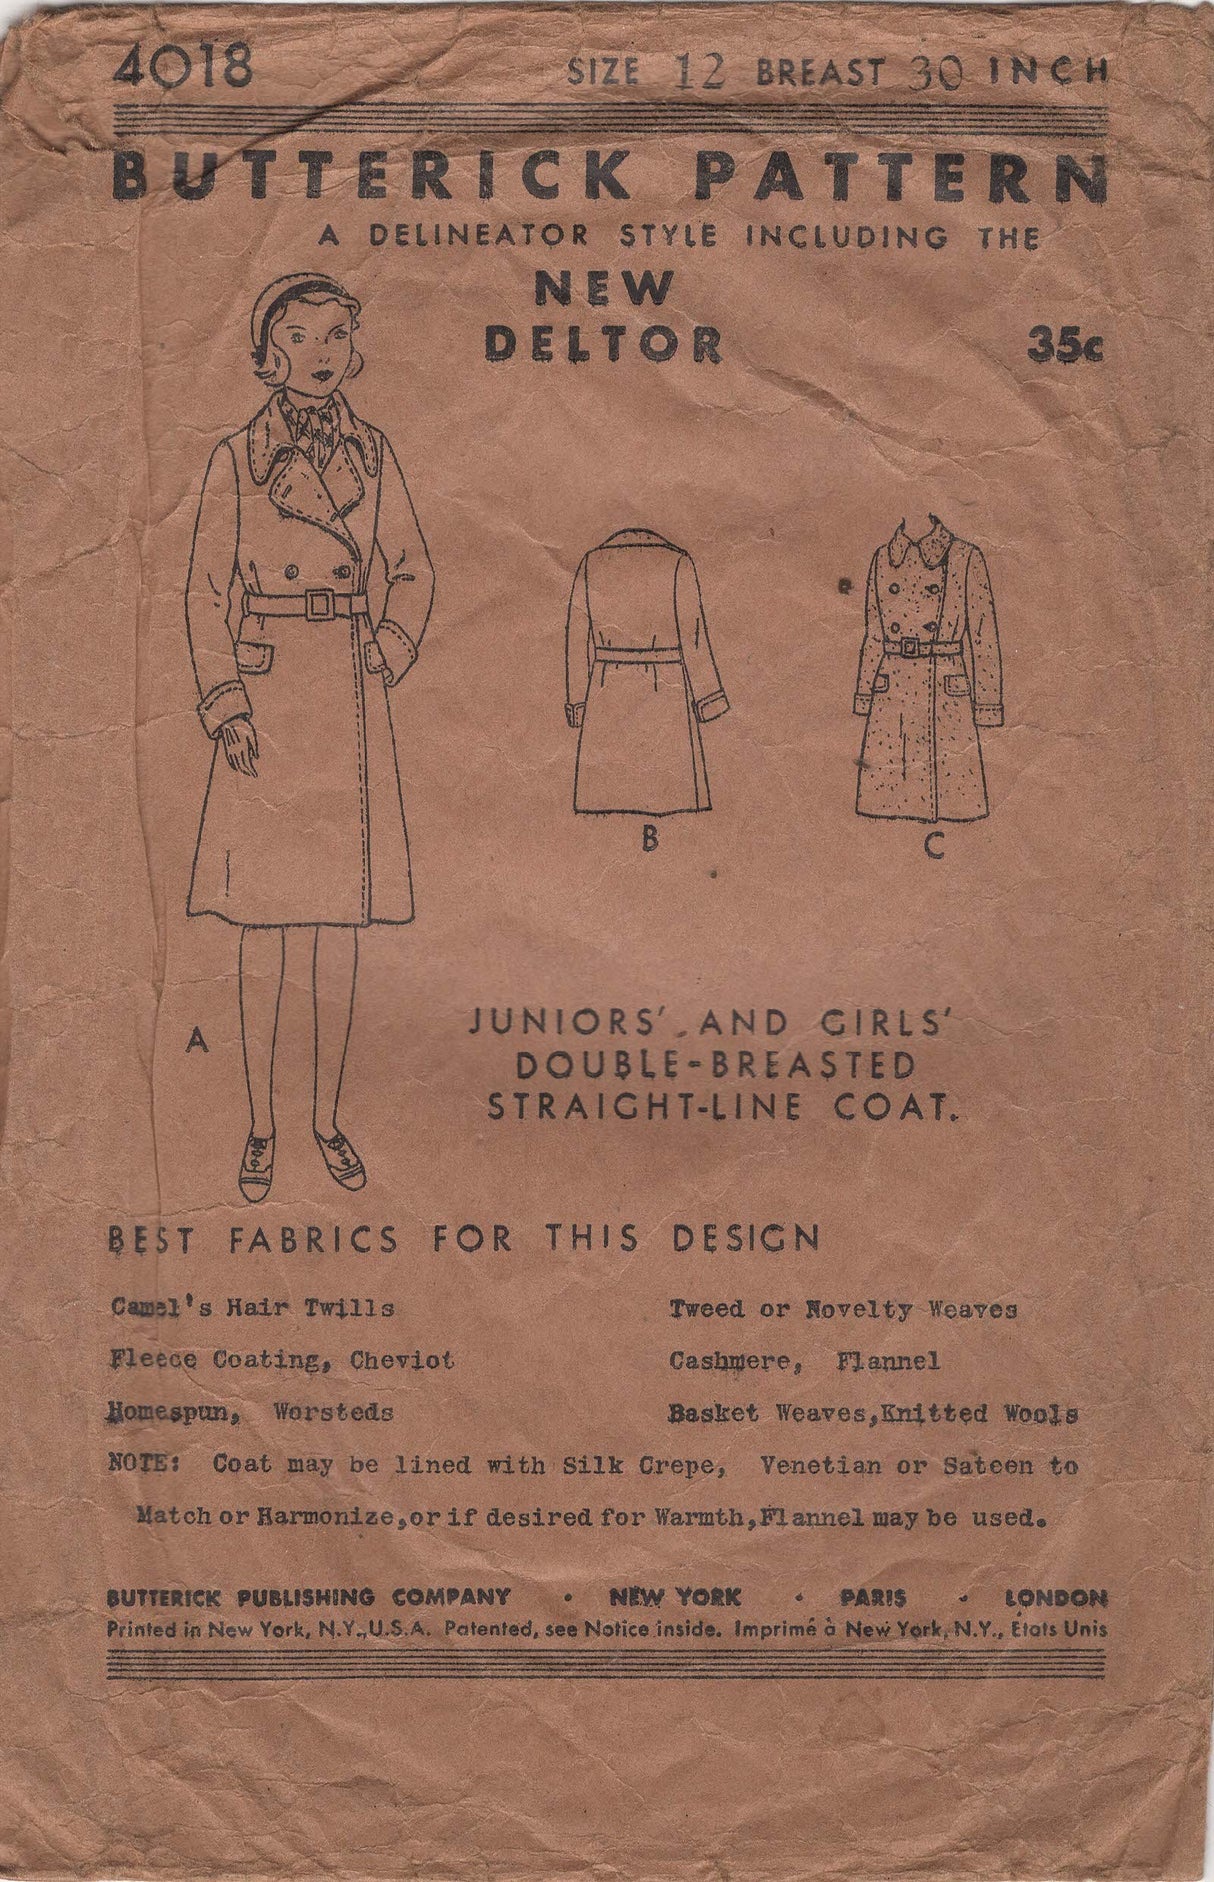 4018 SIZE 12 BREAST 30 INCH
BUTTERICK PATTERN
A DELINEATOR STYLE INCLUDING THE
NEW
DELTOR 35c
B
C
A
JUNIORS' AND GIRLS'
DOUBLE-BREASTED
STRAIGHT-LINE COAT.
BEST FABRICS FOR THIS DESIGN
Camel's Hair Twills Tweed or Novelty Weaves
Fleece Coating, Cheviot Cashmere, Flannel
Homespun, Worsteds Basket Weaves,Knitted Wools
NOTE: Coat may be lined with Silk Crepe, Venetian or Sateen to
Match or Harmonize,or if desired for Warmth,Flannel may be used.
BUTTERICK PUBLISHING COMPANY · NEW YORK · PARIS · LONDON
Printed in New York, N.Y.,U.S.A. Patented, see Notice inside. Imprimé à New York, N.Y., Etats Unis